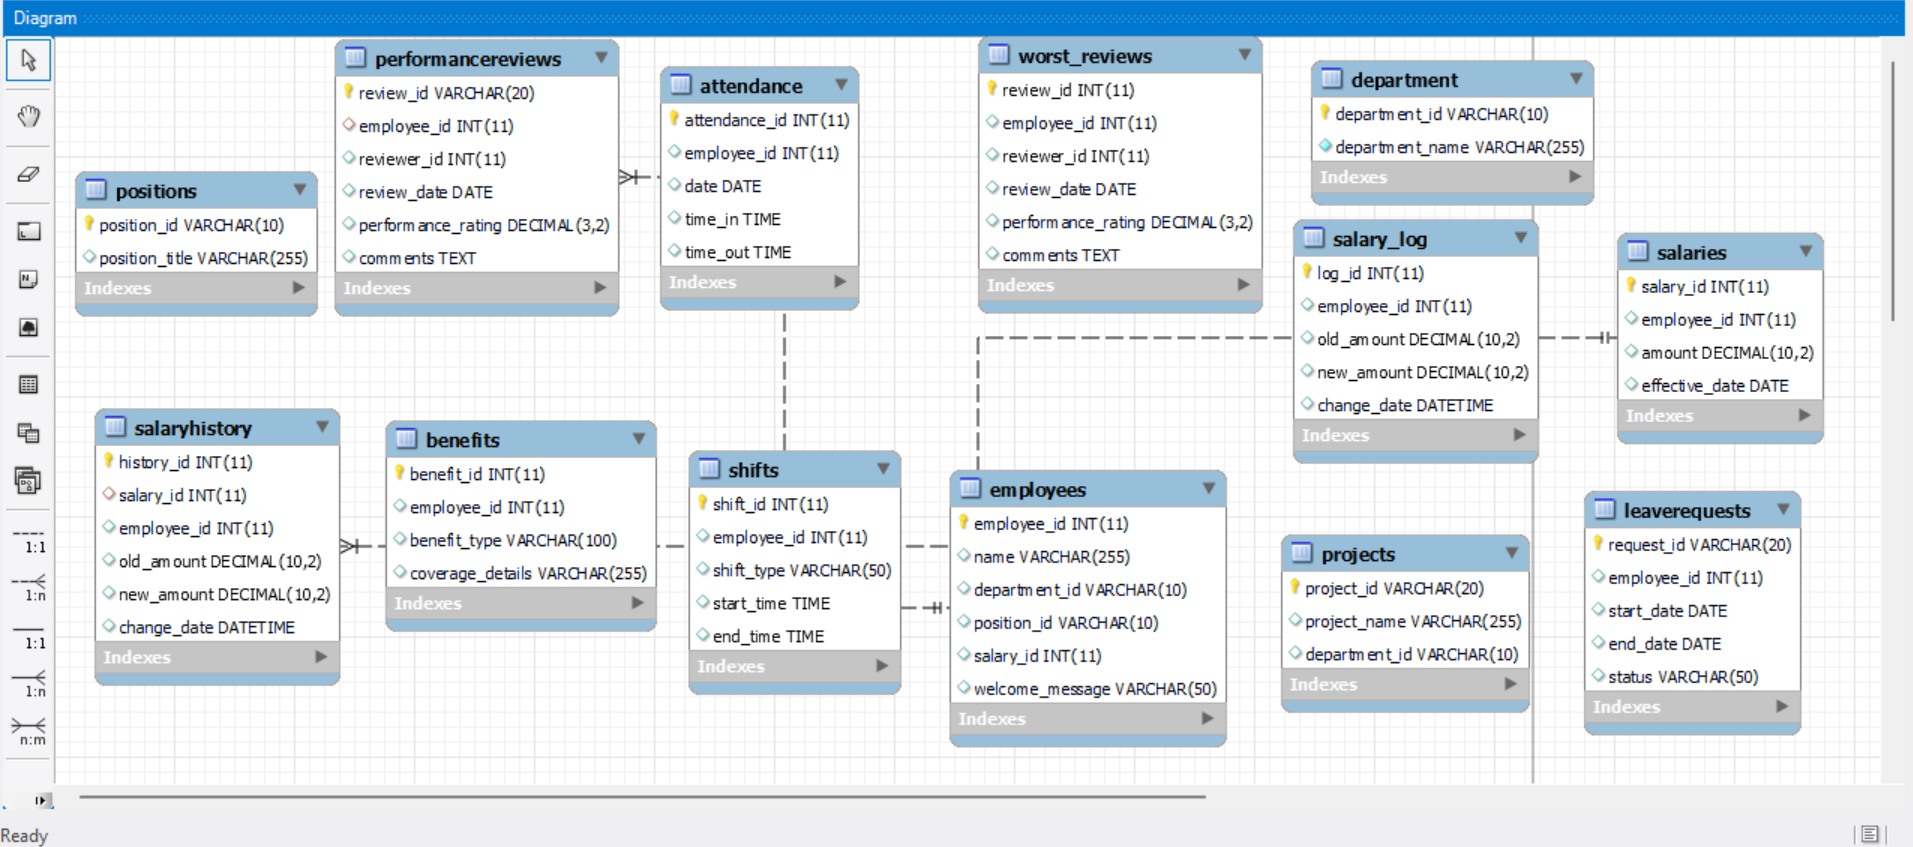 Diagram
performancereviews
review_id VARCHAR(20)
employee_id INT(11)
reviewer_id INT(11)
review_date DATE
performance_rating DECIMAL(3,2)
comments TEXT
Indexes
attendance
attendance_id INT(11)
employee_id INT(11)
date DATE
time_in TIME
time_out TIME
Indexes
worst_reviews
review_id INT(11)
employee_id INT(11)
reviewer_id INT(11)
review_date DATE
performance_rating DECIMAL(3,2)
comments TEXT
Indexes
department
department_id VARCHAR(10)
department_name VARCHAR(255)
Indexes
positions
position_id VARCHAR(10)
position_title VARCHAR(255)
Indexes
salary_log
log_id INT(11)
employee_id INT(11)
old_amount DECIMAL(10,2)
new_amount DECIMAL(10,2)
change_date DATETIME
Indexes
salaries
salary_id INT(11)
employee_id INT(11)
amount DECIMAL(10,2)
effective_date DATE
Indexes
salaryhistory
history_id INT(11)
salary_id INT(11)
employee_id INT(11)
old_amount DECIMAL(10,2)
new_amount DECIMAL(10,2)
change_date DATETIME
Indexes
benefits
benefit_id INT(11)
employee_id INT(11)
benefit_type VARCHAR(100)
coverage_details VARCHAR(255)
Indexes
shifts
shift_id INT(11)
employee_id INT(11)
shift_type VARCHAR(50)
start_time TIME
end_time TIME
Indexes
employees
employee_id INT(11)
name VARCHAR(255)
department_id VARCHAR(10)
position_id VARCHAR(10)
salary_id INT(11)
welcome_message VARCHAR(50)
Indexes
projects
project_id VARCHAR(20)
project_name VARCHAR(255)
department_id VARCHAR(10)
Indexes
leaverequests
request_id VARCHAR(20)
employee_id INT(11)
start_date DATE
end_date DATE
status VARCHAR(50)
Indexes
1:1
1:n
1:1
1:n
n:m
Ready